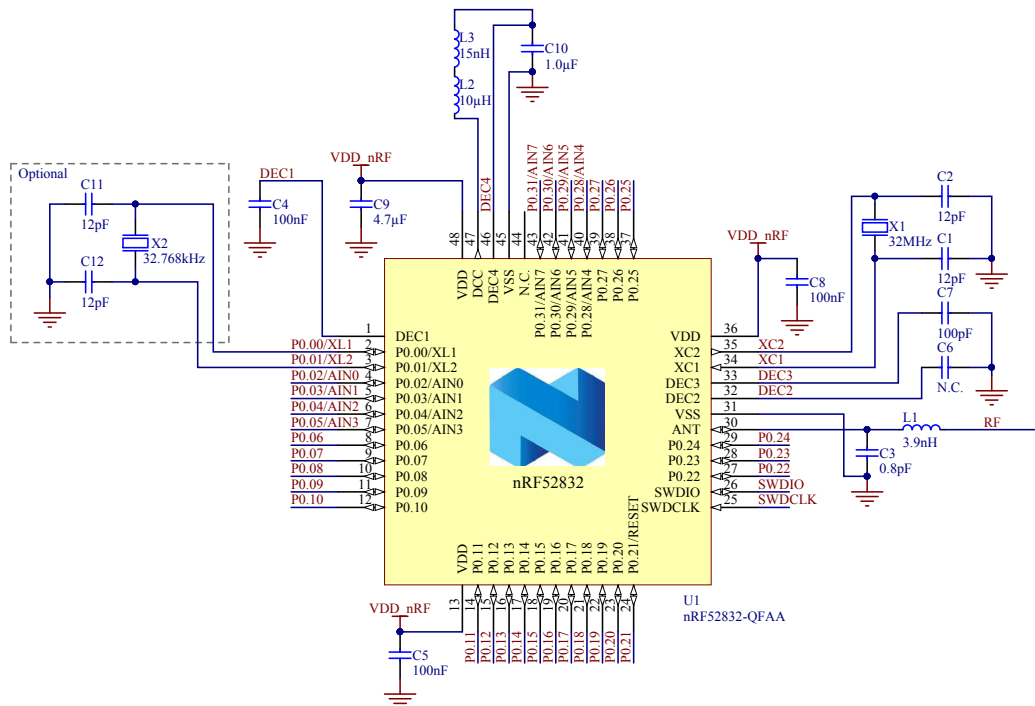 L3
15nH
L2
10µH
C10
1.0µF
VDD_nRF
C9
4.7µF
DEC1
C4
100nF
DEC4
P0.31/AIN7
P0.30/AIN6
P0.29/AIN5
P0.28/AIN4
P0.27
P0.26
P0.25
Optional
C11
12pF
X2
32.768kHz
C12
12pF
C2
12pF
X1
32MHz
C1
12pF
VDD_nRF
C8
100nF
C7
100pF
C6
N.C.
48
47
46
45
44
43
42
41
40
39
38
37
VDD
DCC
DEC4
VSS
N.C.
P0.31/AIN7
P0.30/AIN6
P0.29/AIN5
P0.28/AIN4
P0.27
P0.26
P0.25
1 DEC1
P0.00/XL1 2 P0.00/XL1
P0.01/XL2 3 P0.01/XL2
P0.02/AIN0 4 P0.02/AIN0
P0.03/AIN1 5 P0.03/AIN1
P0.04/AIN2 6 P0.04/AIN2
P0.05/AIN3 7 P0.05/AIN3
P0.06 8 P0.06
P0.07 9 P0.07
P0.08 10 P0.08
P0.09 11 P0.09
P0.10 12 P0.10
nRF52832
VDD 36
XC2 35 XC2
XC1 34 XC1
DEC3 33 DEC3
DEC2 32 DEC2
VSS 31
ANT 30
P0.24 29 P0.24
P0.23 28 P0.23
P0.22 27 P0.22
SWDIO 26 SWDIO
SWDCLK 25 SWDCLK
L1
3.9nH
RF
C3
0.8pF
VDD
P0.11
P0.12
P0.13
P0.14
P0.15
P0.16
P0.17
P0.18
P0.19
P0.20
P0.21/RESET
13
14
15
16
17
18
19
20
21
22
23
24
P0.11
P0.12
P0.13
P0.14
P0.15
P0.16
P0.17
P0.18
P0.19
P0.20
P0.21
U1
nRF52832-QFAA
VDD_nRF
C5
100nF